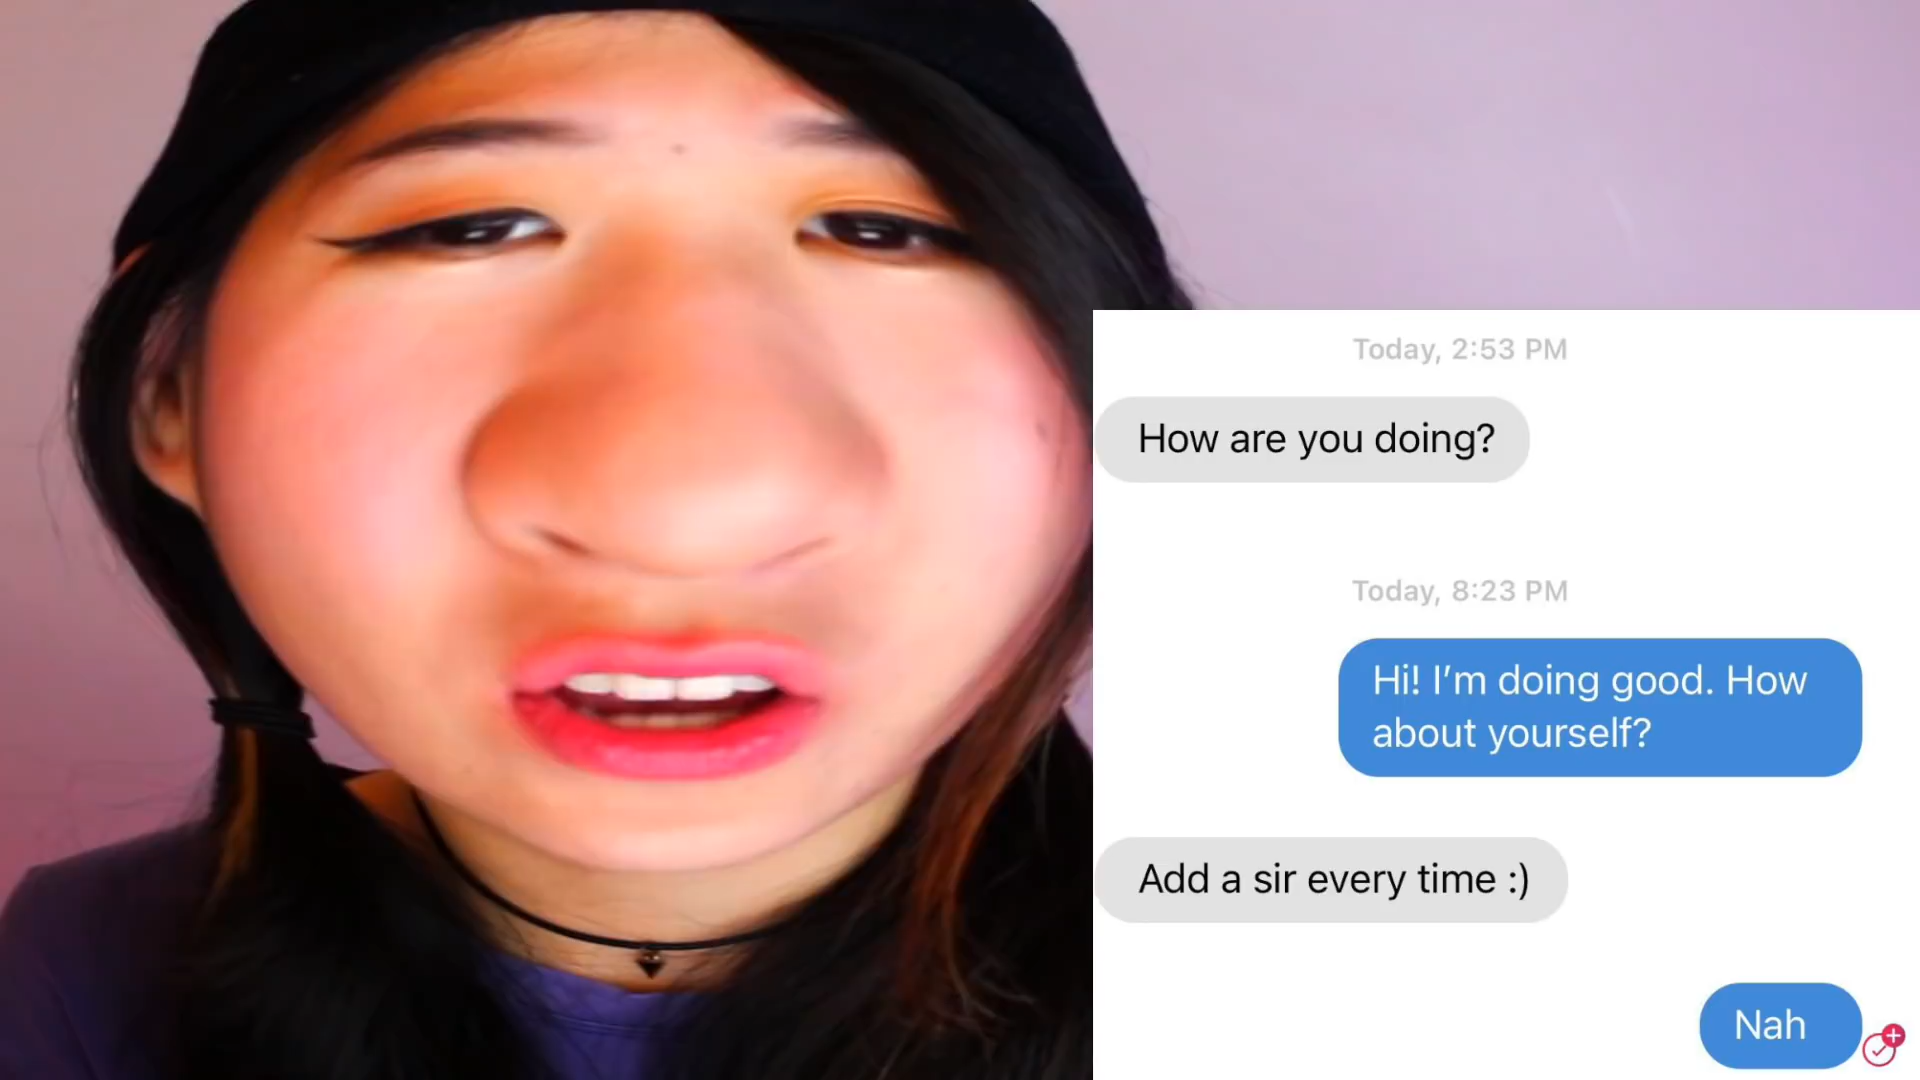 Today, 2:53 PM
How are you doing?
Today, 8:23 PM
Hi! I’m doing good. How
about yourself?
Add a sir every time :)
Nah